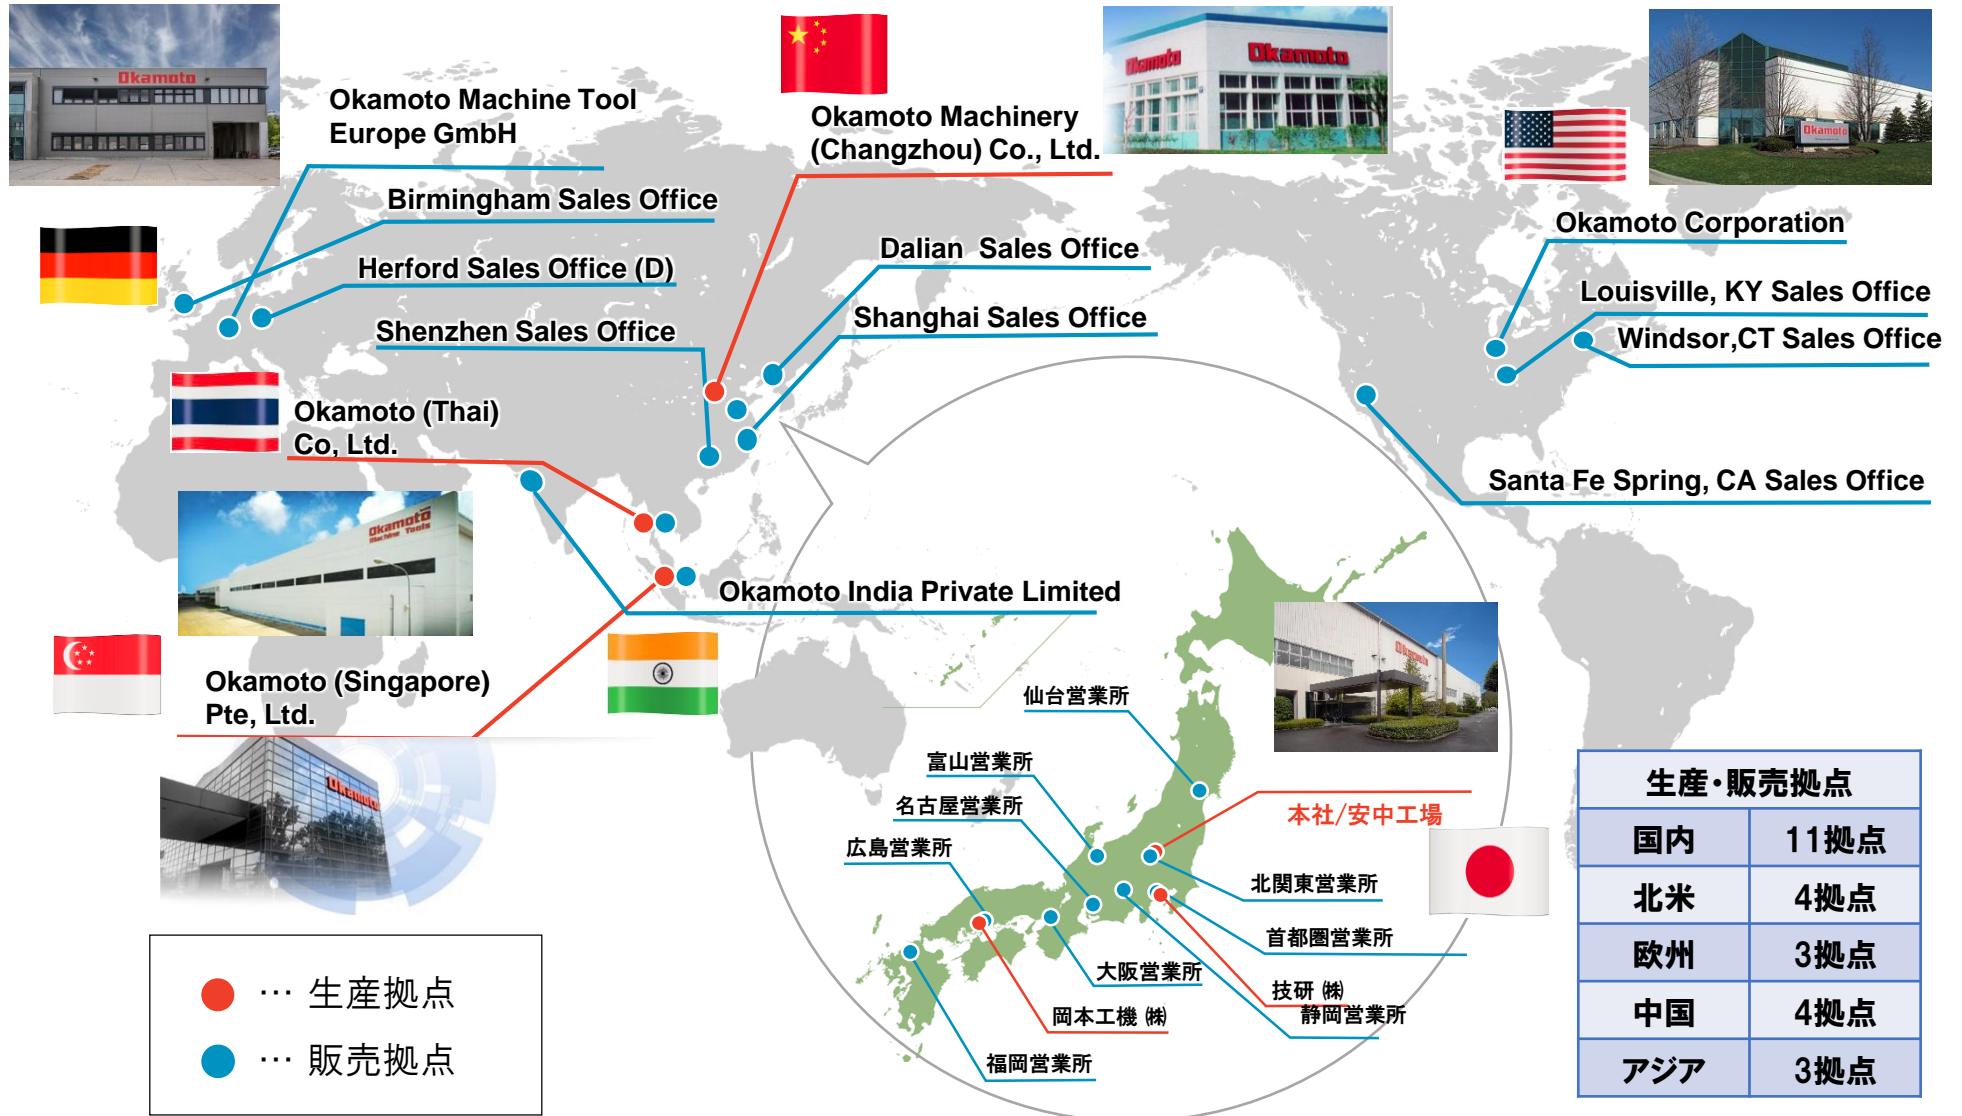 Okamoto
Okamoto Machine Tool
Europe GmbH
Birmingham Sales Office
Herford Sales Office (D)
Shenzhen Sales Office
Okamoto Machinery
(Changzhou) Co., Ltd.
Okamoto
Okamoto
Dalian Sales Office
Shanghai Sales Office
Okamoto
Okamoto Corporation
Louisville, KY Sales Office
Windsor,CT Sales Office
Santa Fe Spring, CA Sales Office
Okamoto (Thai)
Co, Ltd.
Okamoto
Machine Tools
Okamoto India Private Limited
Okamoto (Singapore)
Pte, Ltd.
Okamoto
Okamoto
仙台営業所
富山営業所
名古屋営業所
広島営業所
本社/安中工場
北関東営業所
首都圏営業所
大阪営業所
技研 ㈱
岡本工機 ㈱
静岡営業所
福岡営業所
… 生産拠点
… 販売拠点
生産・販売拠点
国内 11拠点
北米 4拠点
欧州 3拠点
中国 4拠点
アジア 3拠点